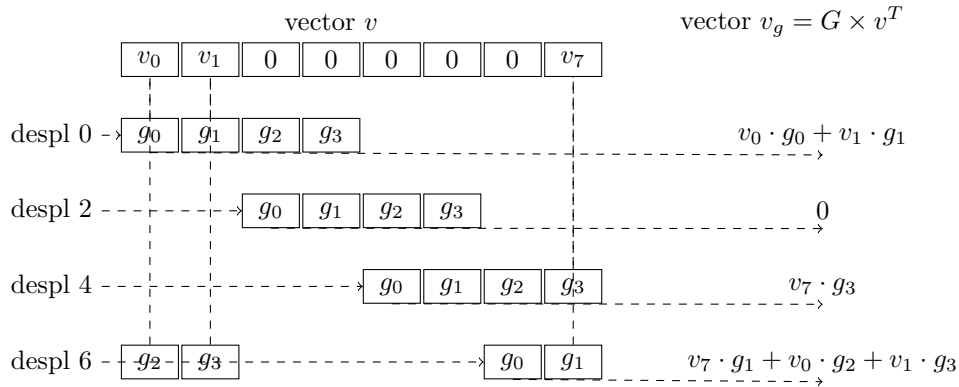 vector v vector v_g = G × v^T
v_0 v_1 0 0 0 0 0 v_7
despl 0 g_0 g_1 g_2 g_3 v_0 · g_0 + v_1 · g_1
despl 2 g_0 g_1 g_2 g_3 0
despl 4 g_0 g_1 g_2 g_3 v_7 · g_3
despl 6 g_2 g_3 g_0 g_1 v_7 · g_1 + v_0 · g_2 + v_1 · g_3